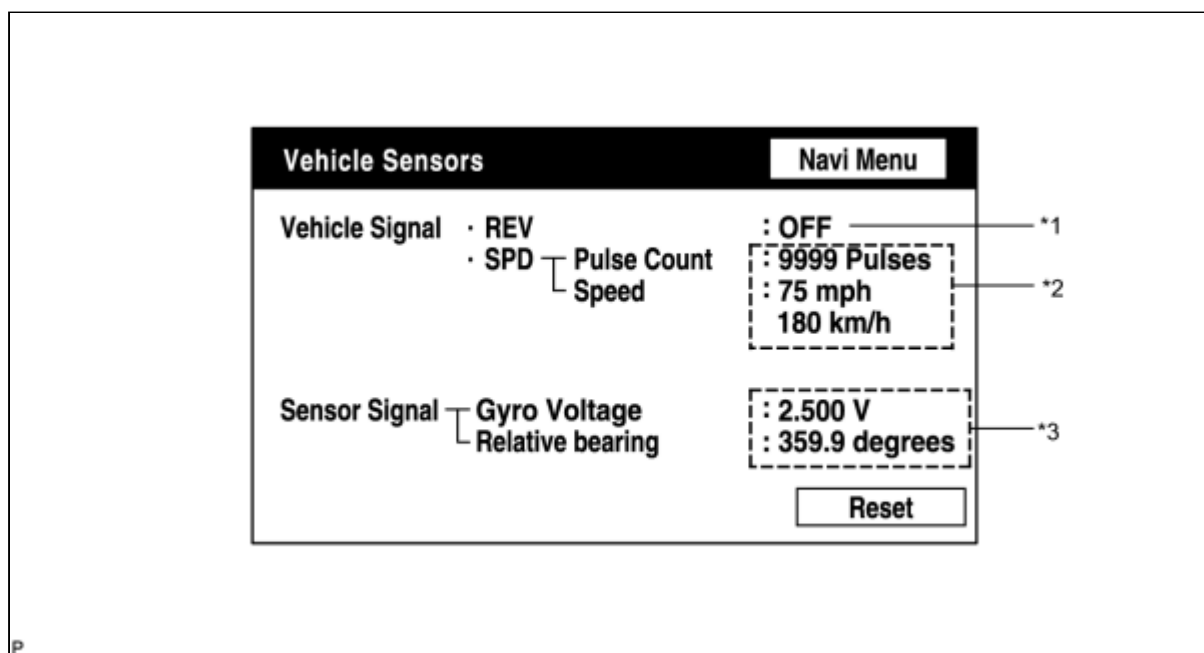 Vehicle Sensors Navi Menu
Vehicle Signal · REV : OFF *1
· SPD Pulse Count : 9999 Pulses
Speed : 75 mph *2
180 km/h
Sensor Signal Gyro Voltage : 2.500 V
Relative bearing : 359.9 degrees *3
Reset
P